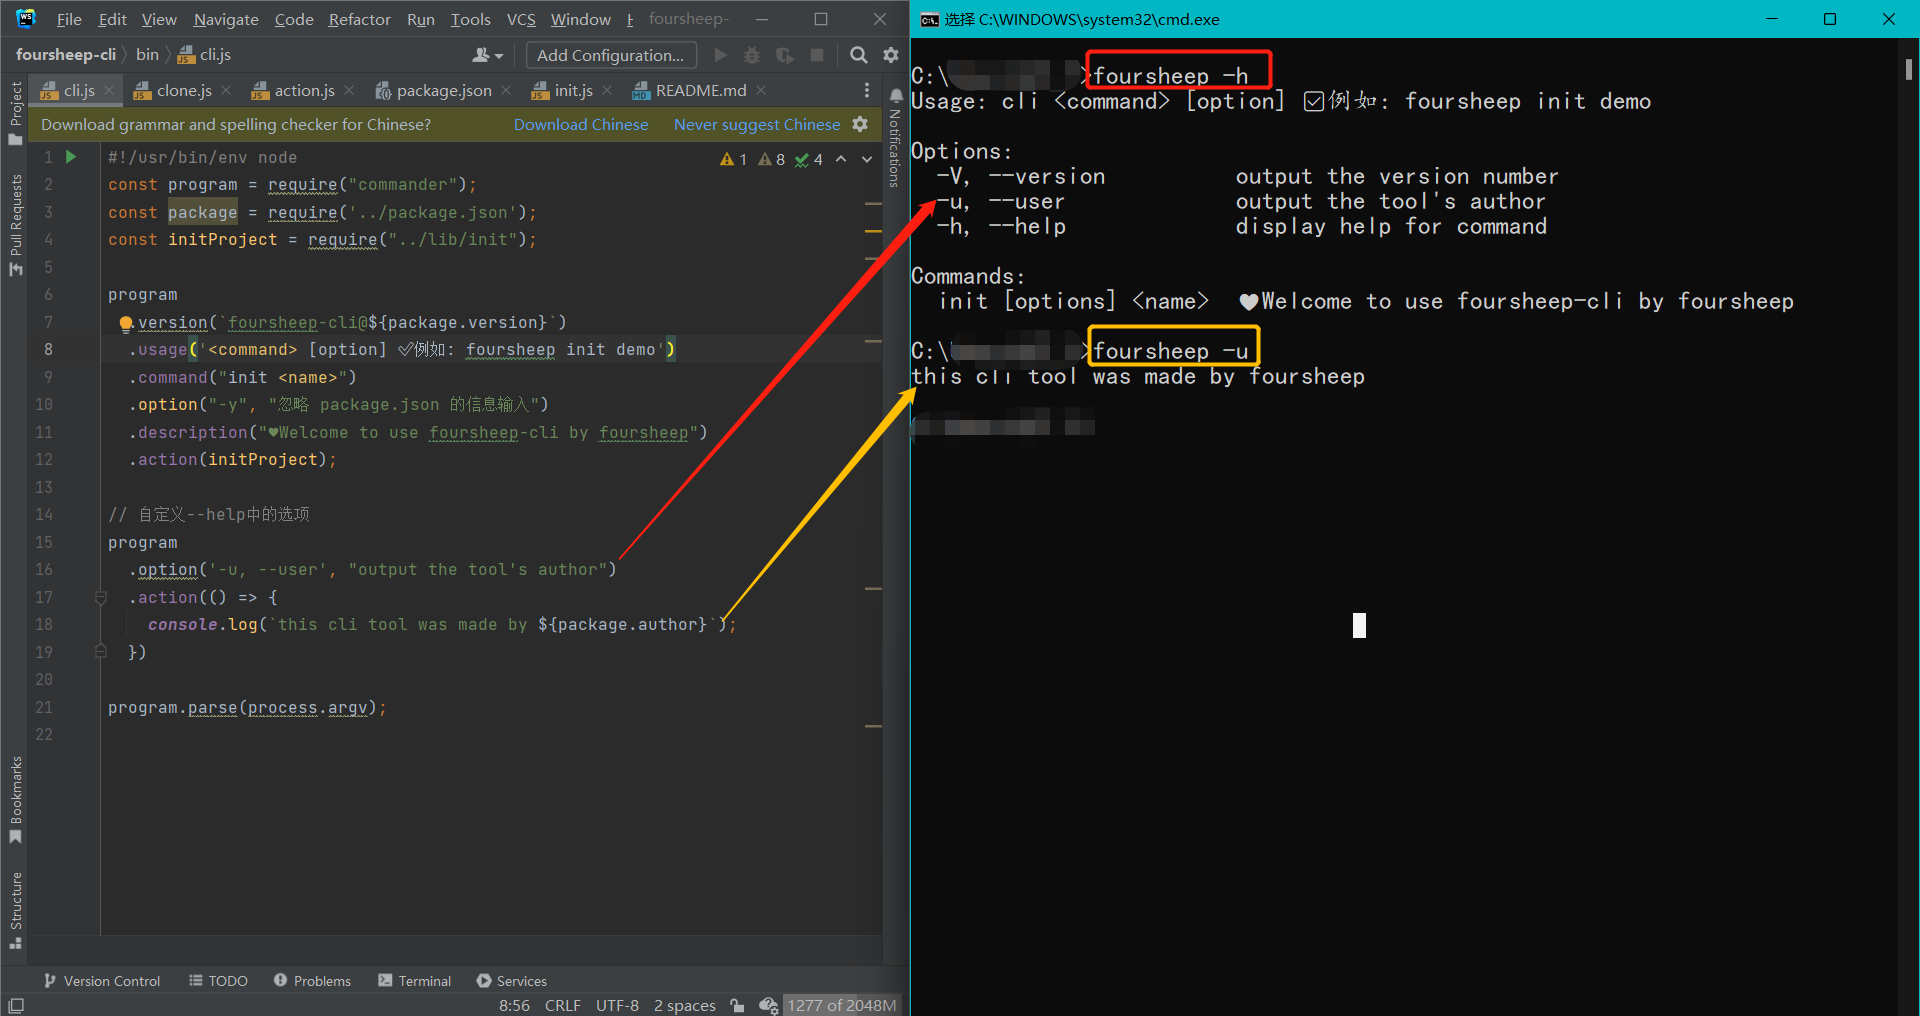 File Edit View Navigate Code Refactor Run Tools VCS Window foursheep-
foursheep-cli bin cli.js Add Configuration...
cli.js clone.js action.js package.json init.js README.md
Download grammar and spelling checker for Chinese? Download Chinese Never suggest Chinese
Project
Pull Requests
Bookmarks
Structure
Notifications
1 8 4
1 #!/usr/bin/env node
2 const program = require("commander");
3 const package = require('../package.json');
4 const initProject = require("../lib/init");
5
6 program
7 .version(`foursheep-cli@${package.version}`)
8 .usage('<command> [option] ✅例如: foursheep init demo')
9 .command("init <name>")
10 .option("-y", "忽略 package.json 的信息输入")
11 .description("♥Welcome to use foursheep-cli by foursheep")
12 .action(initProject);
13
14 // 自定义--help中的选项
15 program
16 .option('-u, --user', "output the tool's author")
17 .action(() => {
18 console.log(`this cli tool was made by ${package.author}`);
19 })
20
21 program.parse(process.argv);
22
Version Control TODO Problems Terminal Services
8:56 CRLF UTF-8 2 spaces 1277 of 2048M
选择 C:\WINDOWS\system32\cmd.exe
C:\ >foursheep -h
Usage: cli <command> [option] ☑例如: foursheep init demo
Options:
-V, --version output the version number
-u, --user output the tool's author
-h, --help display help for command
Commands:
init [options] <name> ♥Welcome to use foursheep-cli by foursheep
C:\ >foursheep -u
this cli tool was made by foursheep